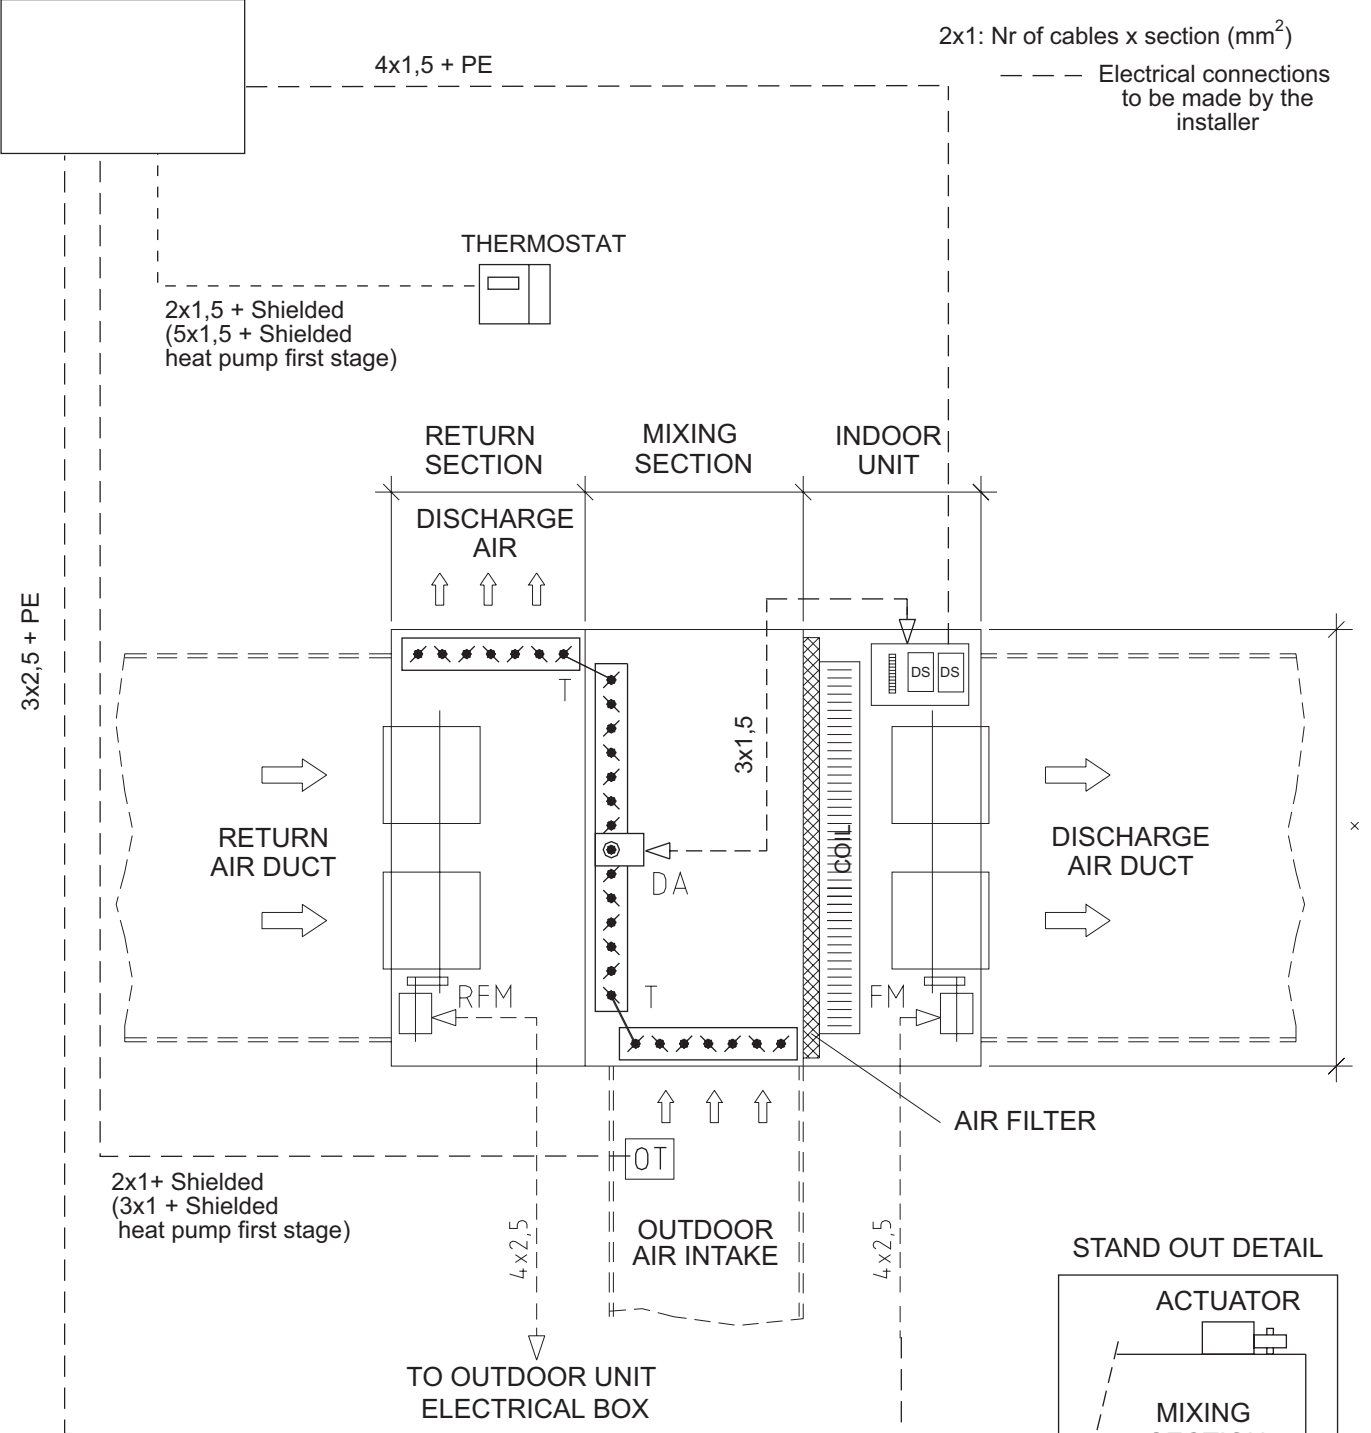 2x1: Nr of cables x section (mm2)
Electrical connections
to be made by the
installer
4x1,5 + PE
THERMOSTAT
2x1,5 + Shielded
(5x1,5 + Shielded
heat pump first stage)
RETURN
SECTION
MIXING
SECTION
INDOOR
UNIT
DISCHARGE
AIR
3x2,5 + PE
T
DS
DS
3x1,5
RETURN
AIR DUCT
DA
COIL
DISCHARGE
AIR DUCT
x
RFM
T
FM
AIR FILTER
OT
2x1+ Shielded
(3x1 + Shielded
heat pump first stage)
4x2,5
OUTDOOR
AIR INTAKE
4x2,5
STAND OUT DETAIL
ACTUATOR
TO OUTDOOR UNIT
ELECTRICAL BOX
MIXING